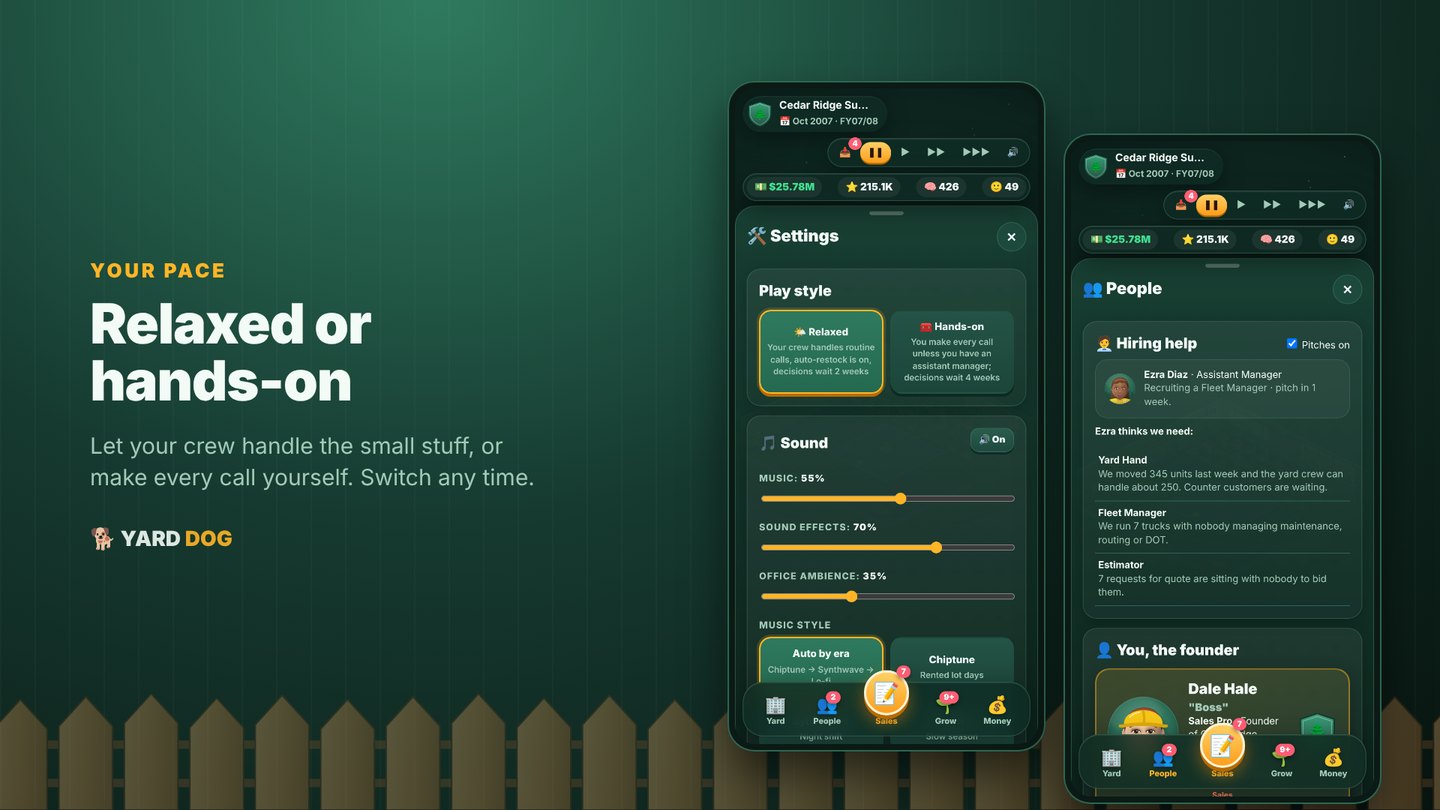 YOUR PACE
Relaxed or
hands-on
Let your crew handle the small stuff, or
make every call yourself. Switch any time.
YARD DOG
Cedar Ridge Su...
Oct 2007 · FY07/08
4
$25.78M
215.1K
426
49
Settings
Play style
Relaxed
Your crew handles routine
calls, auto-restock is on,
decisions wait 2 weeks
Hands-on
You make every call
unless you have an
assistant manager;
decisions wait 4 weeks
Sound
On
MUSIC: 55%
SOUND EFFECTS: 70%
OFFICE AMBIENCE: 35%
MUSIC STYLE
Auto by era
Chiptune → Synthwave →
Chiptune
Rented lot days
Night shift
Slow season
Yard
2
People
7
Sales
9+
Grow
Money
Cedar Ridge Su...
Oct 2007 · FY07/08
4
$25.78M
215.1K
426
49
People
Hiring help
Pitches on
Ezra Diaz · Assistant Manager
Recruiting a Fleet Manager · pitch in 1
week.
Ezra thinks we need:
Yard Hand
We moved 345 units last week and the yard crew can
handle about 250. Counter customers are waiting.
Fleet Manager
We run 7 trucks with nobody managing maintenance,
routing or DOT.
Estimator
7 requests for quote are sitting with nobody to bid
them.
You, the founder
Dale Hale
"Boss"
Sales Pro
Yard
2
People
7
Sales
9+
Grow
Money
Sales